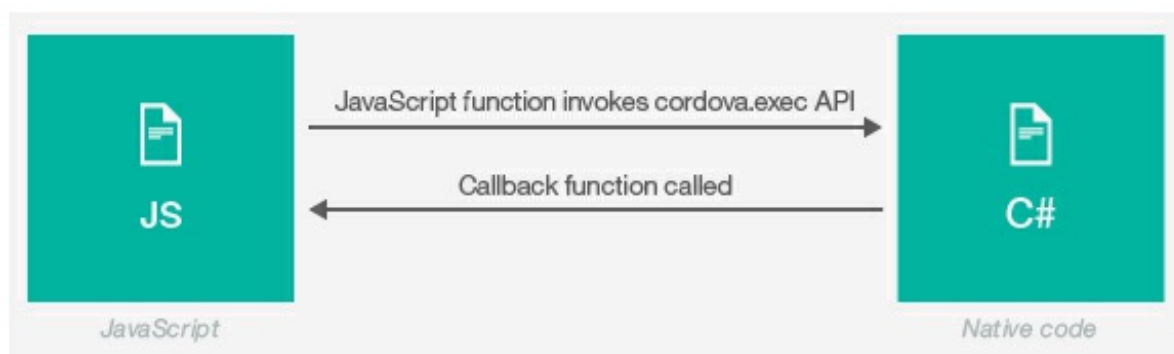 JavaScript function invokes cordova.exec API
Callback function called
JS
C#
JavaScript
Native code